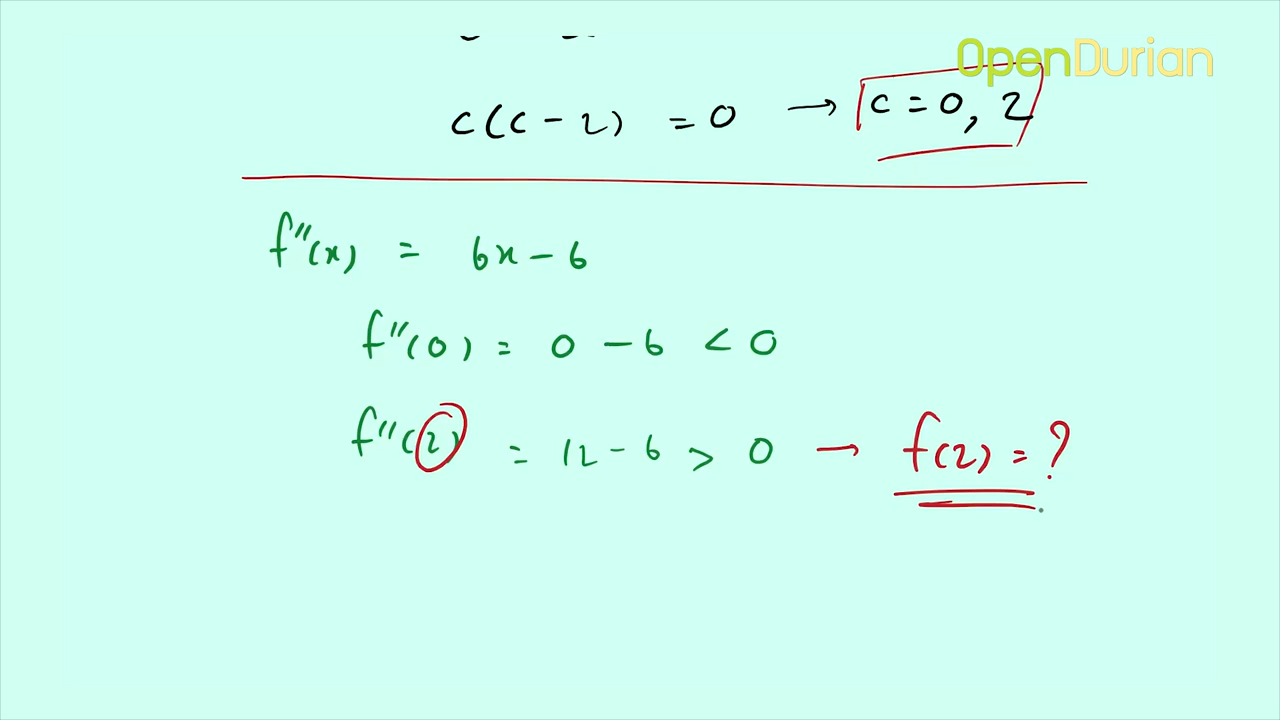 OpenDurian
c(c - 2) = 0 → c = 0, 2
f''(x) = 6x - 6
f''(0) = 0 - 6 < 0
f''(2) = 12 - 6 > 0 → f(2) = ?